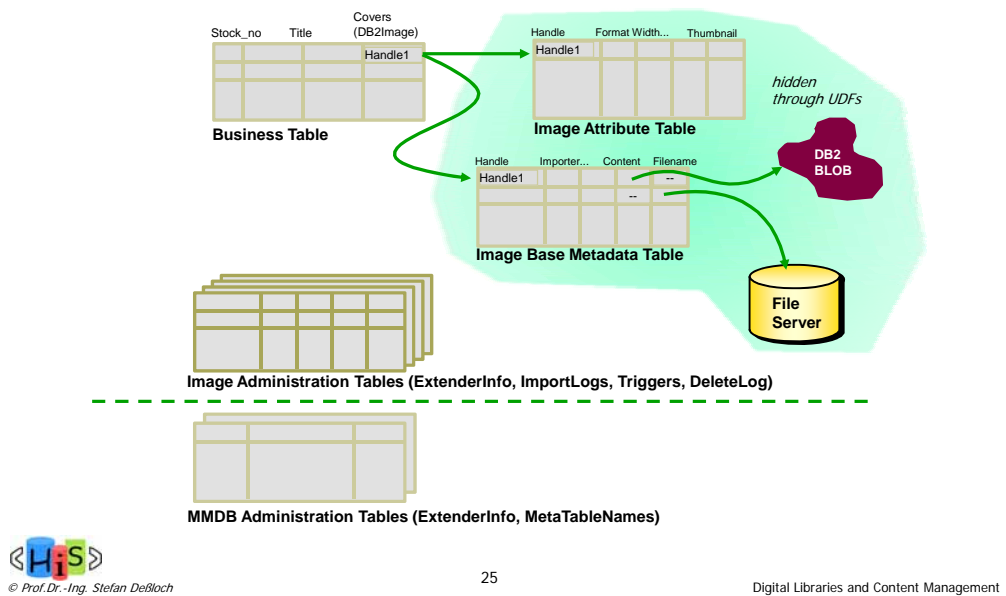 Covers
Stock_no Title (DB2Image)
Handle1
Business Table
Handle Format Width... Thumbnail
Handle1
Image Attribute Table
hidden
through UDFs
DB2
BLOB
Handle Importer... Content Filename
Handle1 --
--
Image Base Metadata Table
File
Server
Image Administration Tables (ExtenderInfo, ImportLogs, Triggers, DeleteLog)
MMDB Administration Tables (ExtenderInfo, MetaTableNames)
HiS
© Prof.Dr.-Ing. Stefan Deßloch
25
Digital Libraries and Content Management